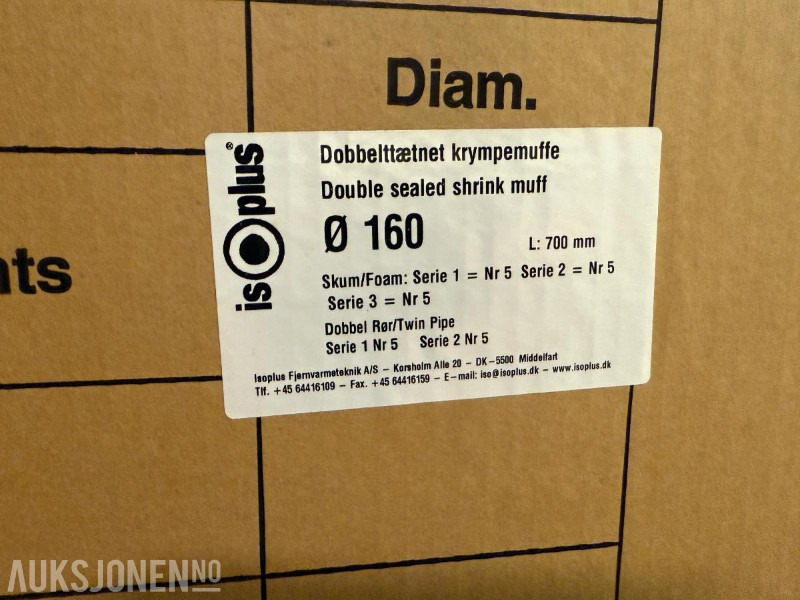 Diam.
nts
isoplus®
Dobbelttætnet krympemuffe
Double sealed shrink muff
Ø 160
L: 700 mm
Skum/Foam: Serie 1 = Nr 5 Serie 2 = Nr 5
Serie 3 = Nr 5
Dobbel Rør/Twin Pipe
Serie 1 Nr 5 Serie 2 Nr 5
Isoplus Fjernvarmeteknik A/S - Korsholm Alle 20 - DK-5500 Middelfart
Tlf. +45 64416109 - Fax. +45 64416159 - E-mail: iso@isoplus.dk - www.isoplus.dk
AUKSJONEN.NO